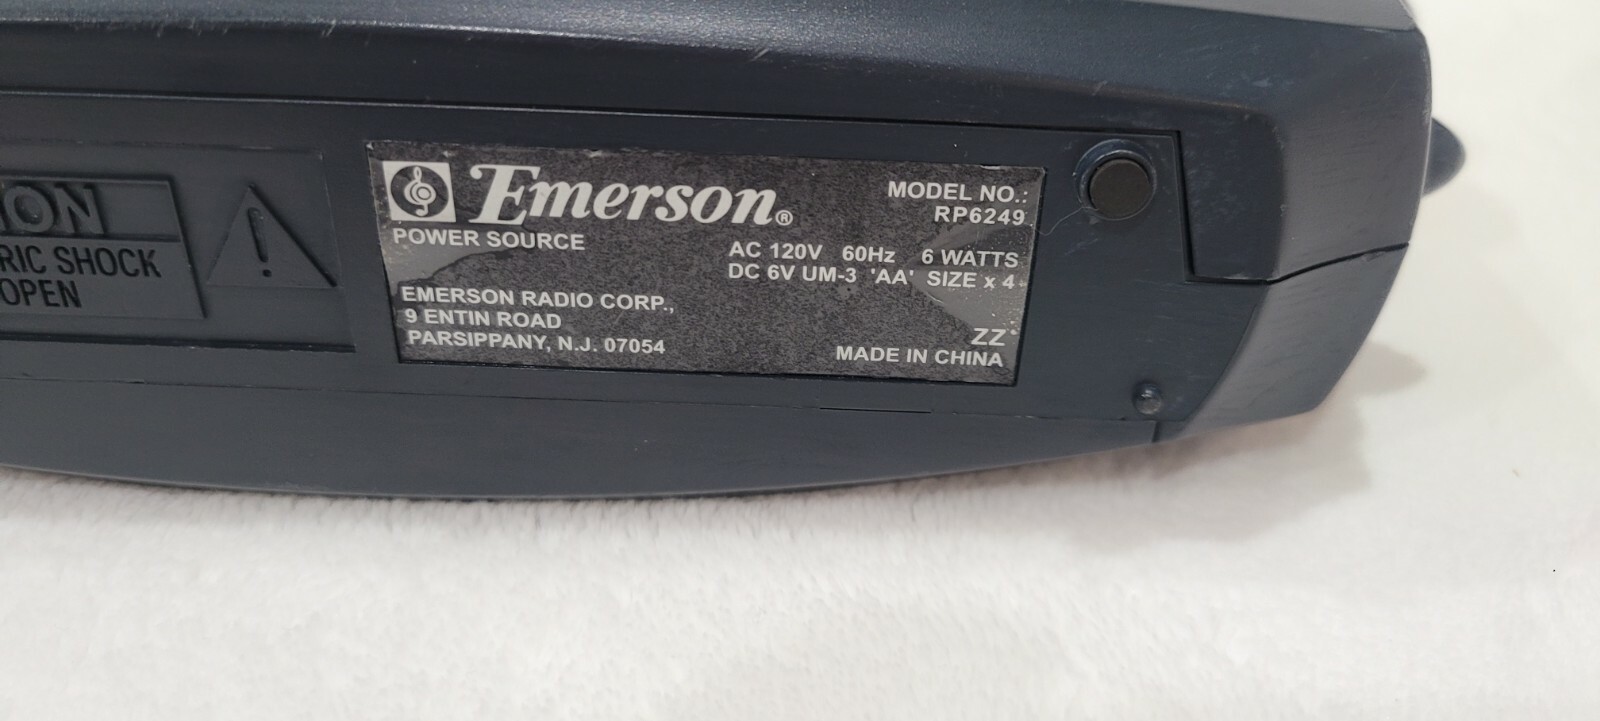 ION
RIC SHOCK
OPEN
!
Emerson®
POWER SOURCE
MODEL NO.:
RP6249
AC 120V 60Hz 6 WATTS
DC 6V UM-3 'AA' SIZE x 4
EMERSON RADIO CORP.,
9 ENTIN ROAD
PARSIPPANY, N.J. 07054
ZZ
MADE IN CHINA